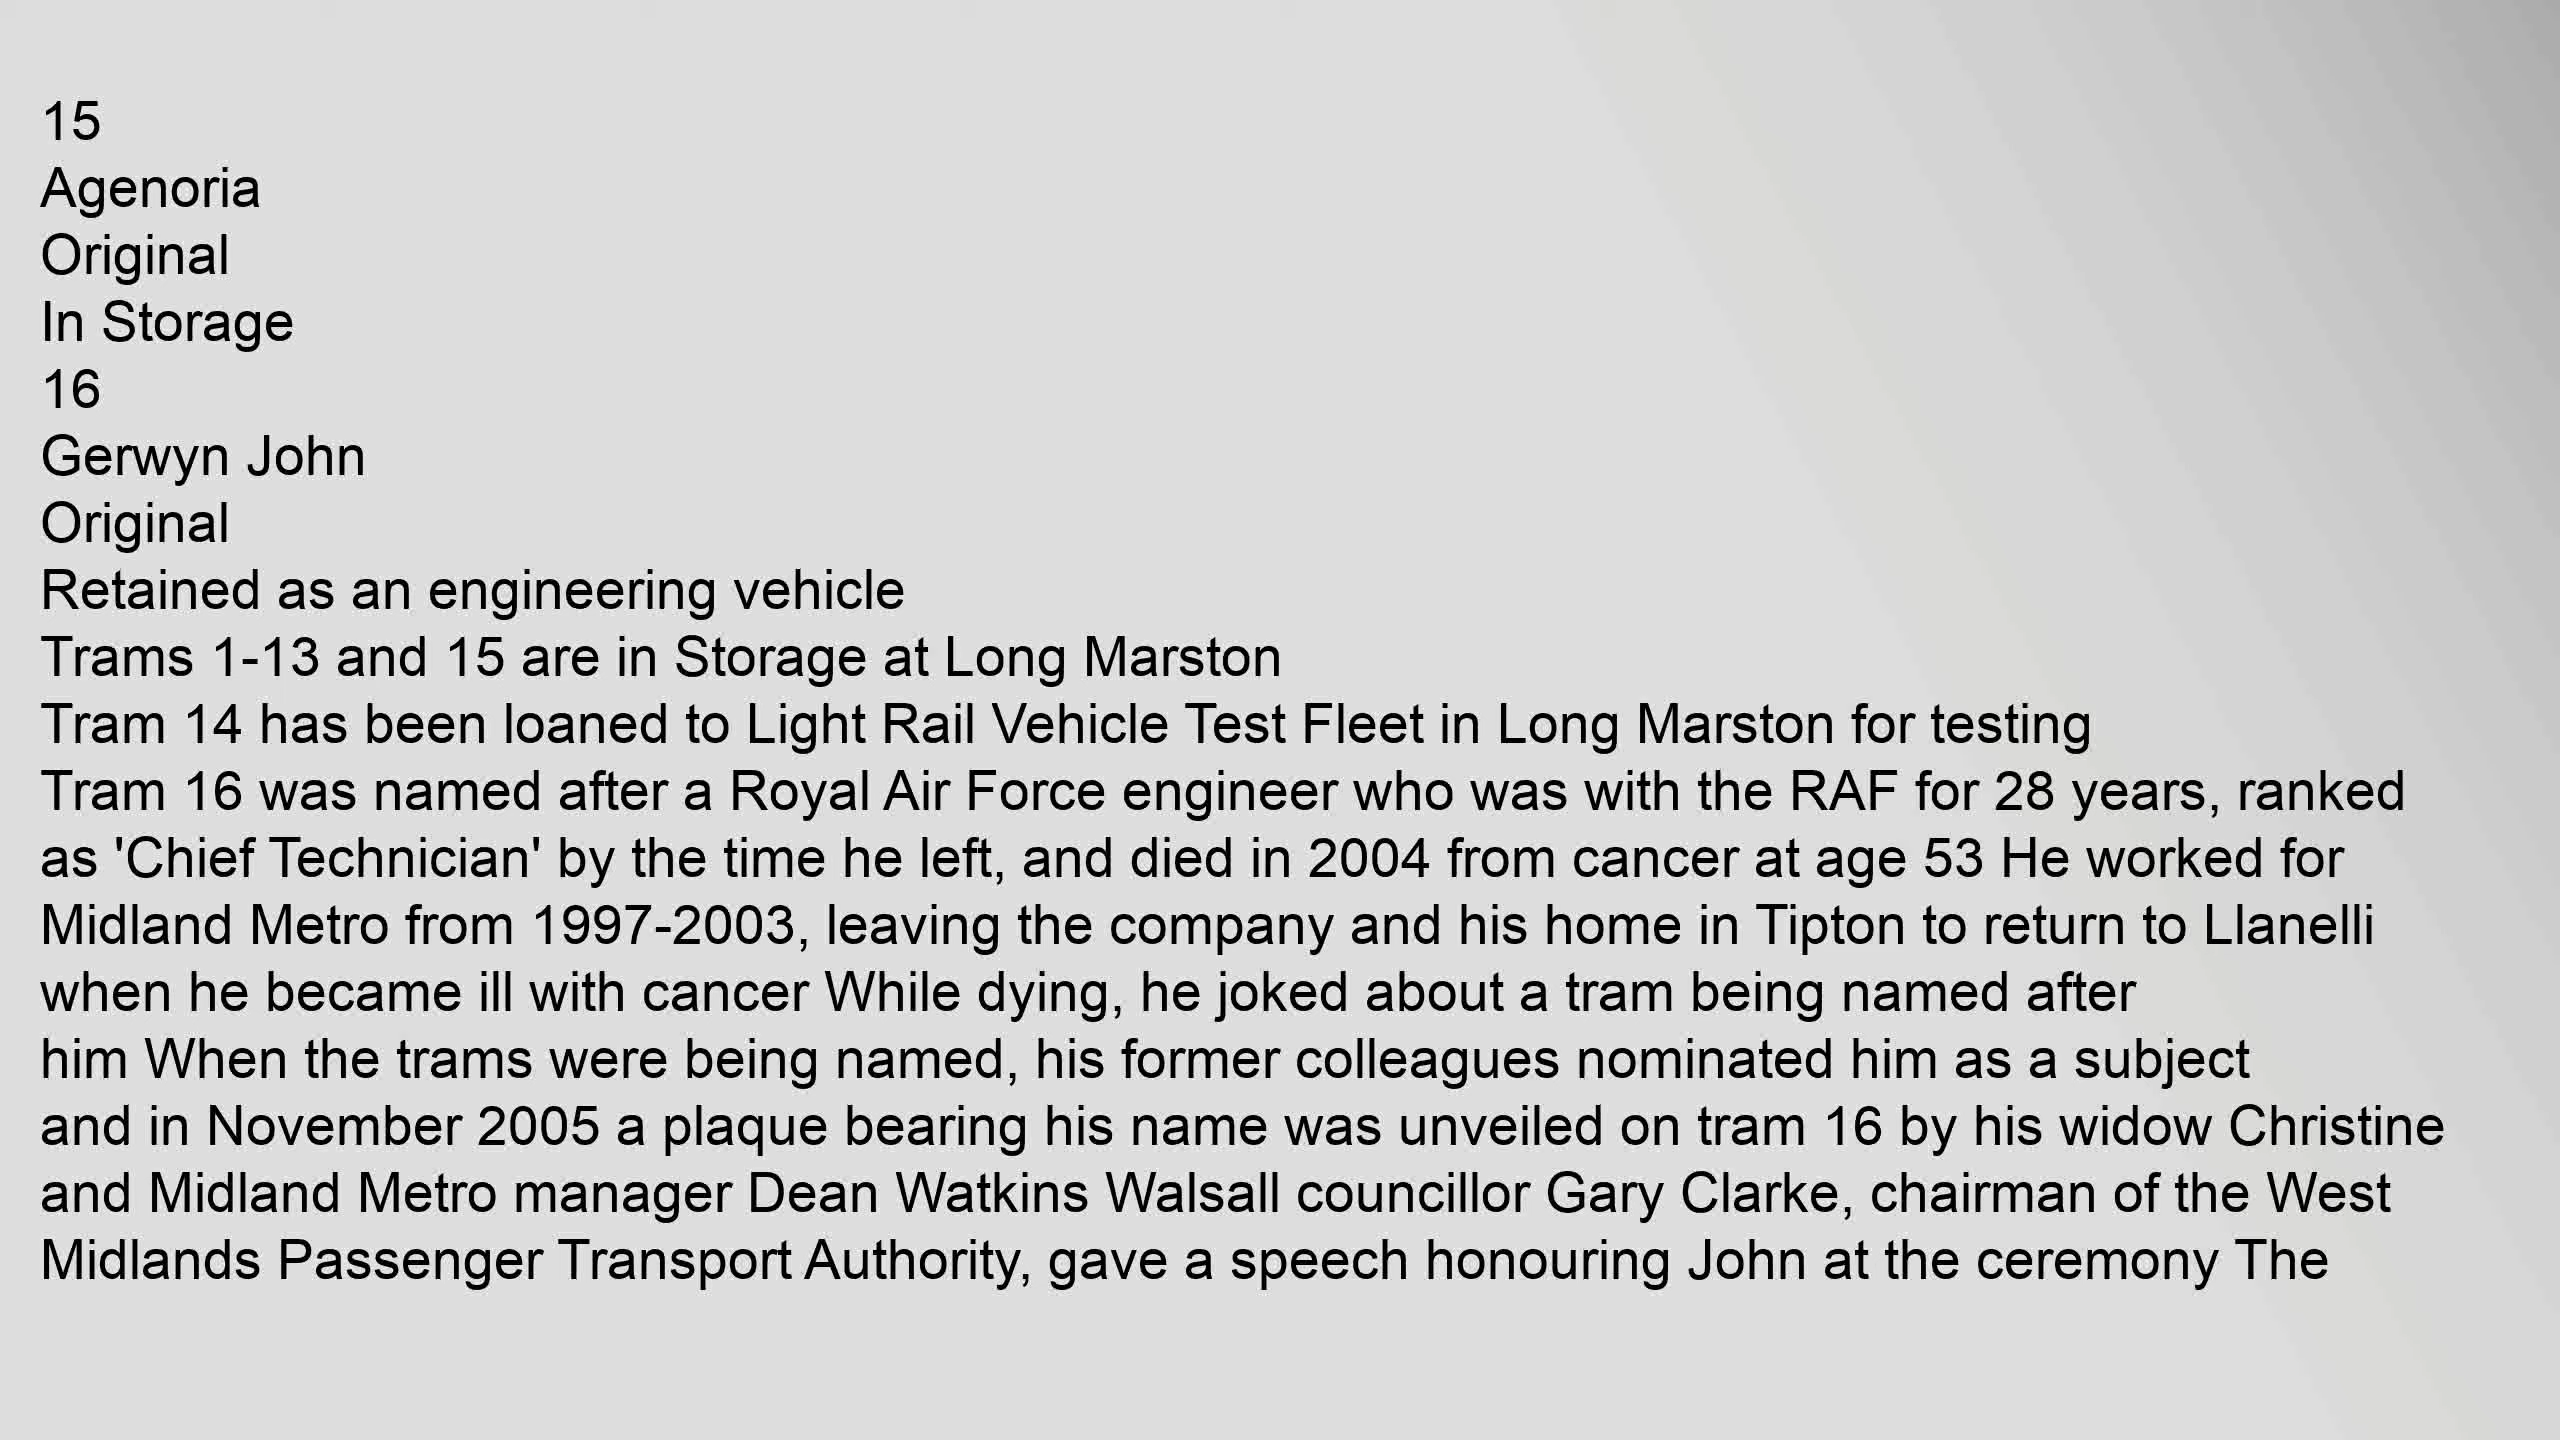 15
Agenoria
Original
In Storage
16
Gerwyn John
Original
Retained as an engineering vehicle
Trams 1-13 and 15 are in Storage at Long Marston
Tram 14 has been loaned to Light Rail Vehicle Test Fleet in Long Marston for testing
Tram 16 was named after a Royal Air Force engineer who was with the RAF for 28 years, ranked
as 'Chief Technician' by the time he left, and died in 2004 from cancer at age 53 He worked for
Midland Metro from 1997-2003, leaving the company and his home in Tipton to return to Llanelli
when he became ill with cancer While dying, he joked about a tram being named after
him When the trams were being named, his former colleagues nominated him as a subject
and in November 2005 a plaque bearing his name was unveiled on tram 16 by his widow Christine
and Midland Metro manager Dean Watkins Walsall councillor Gary Clarke, chairman of the West
Midlands Passenger Transport Authority, gave a speech honouring John at the ceremony The